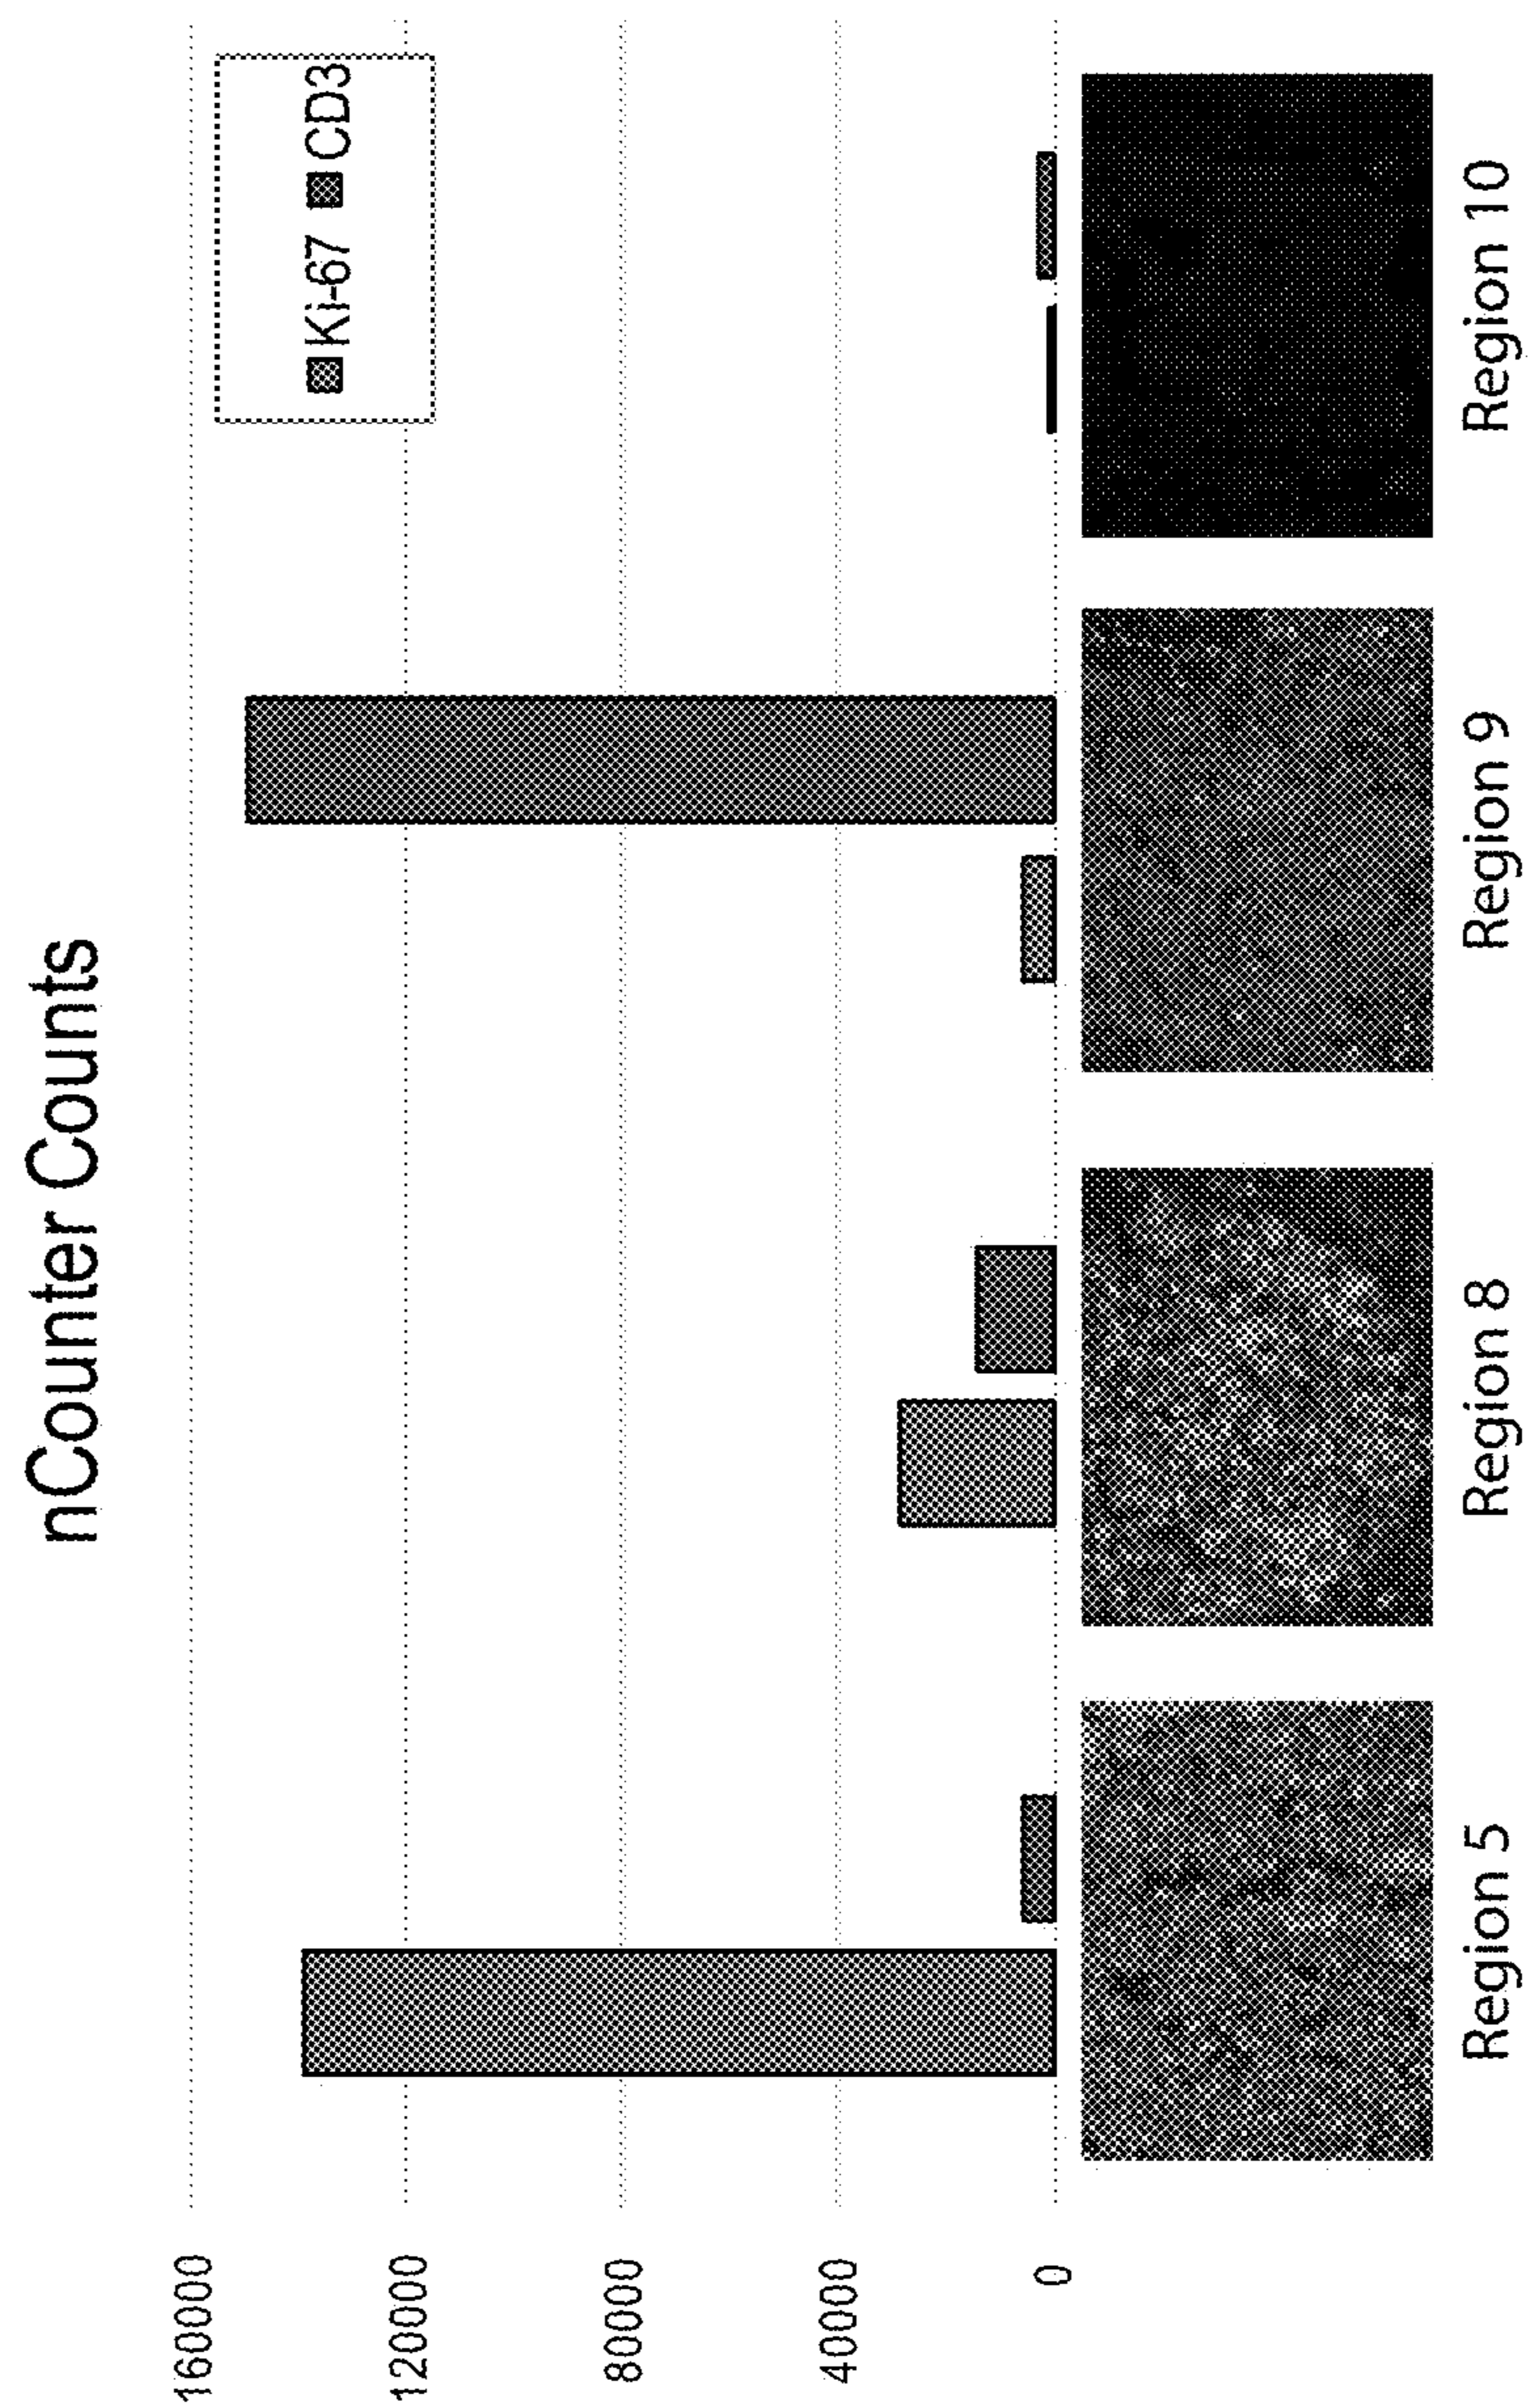 nCounter Counts
Ki-67 CD3
160000
120000
80000
40000
0
Region 5 Region 8 Region 9 Region 10